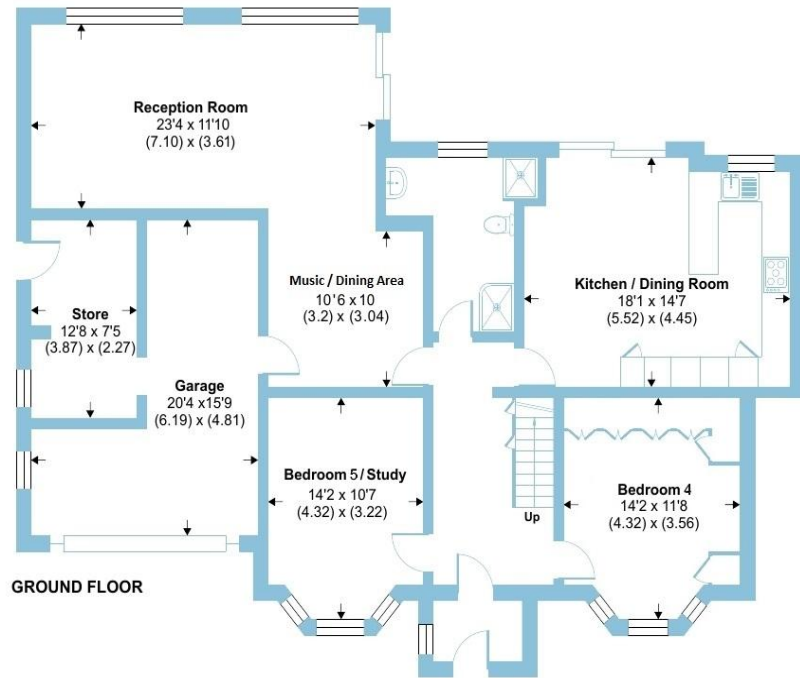 Reception Room
23'4 x 11'10
(7.10) x (3.61)
Music / Dining Area
10'6 x 10
(3.2) x (3.04)
Kitchen / Dining Room
18'1 x 14'7
(5.52) x (4.45)
Store
12'8 x 7'5
(3.87) x (2.27)
Garage
20'4 x15'9
(6.19) x (4.81)
Bedroom 5 / Study
14'2 x 10'7
(4.32) x (3.22)
Up
Bedroom 4
14'2 x 11'8
(4.32) x (3.56)
GROUND FLOOR